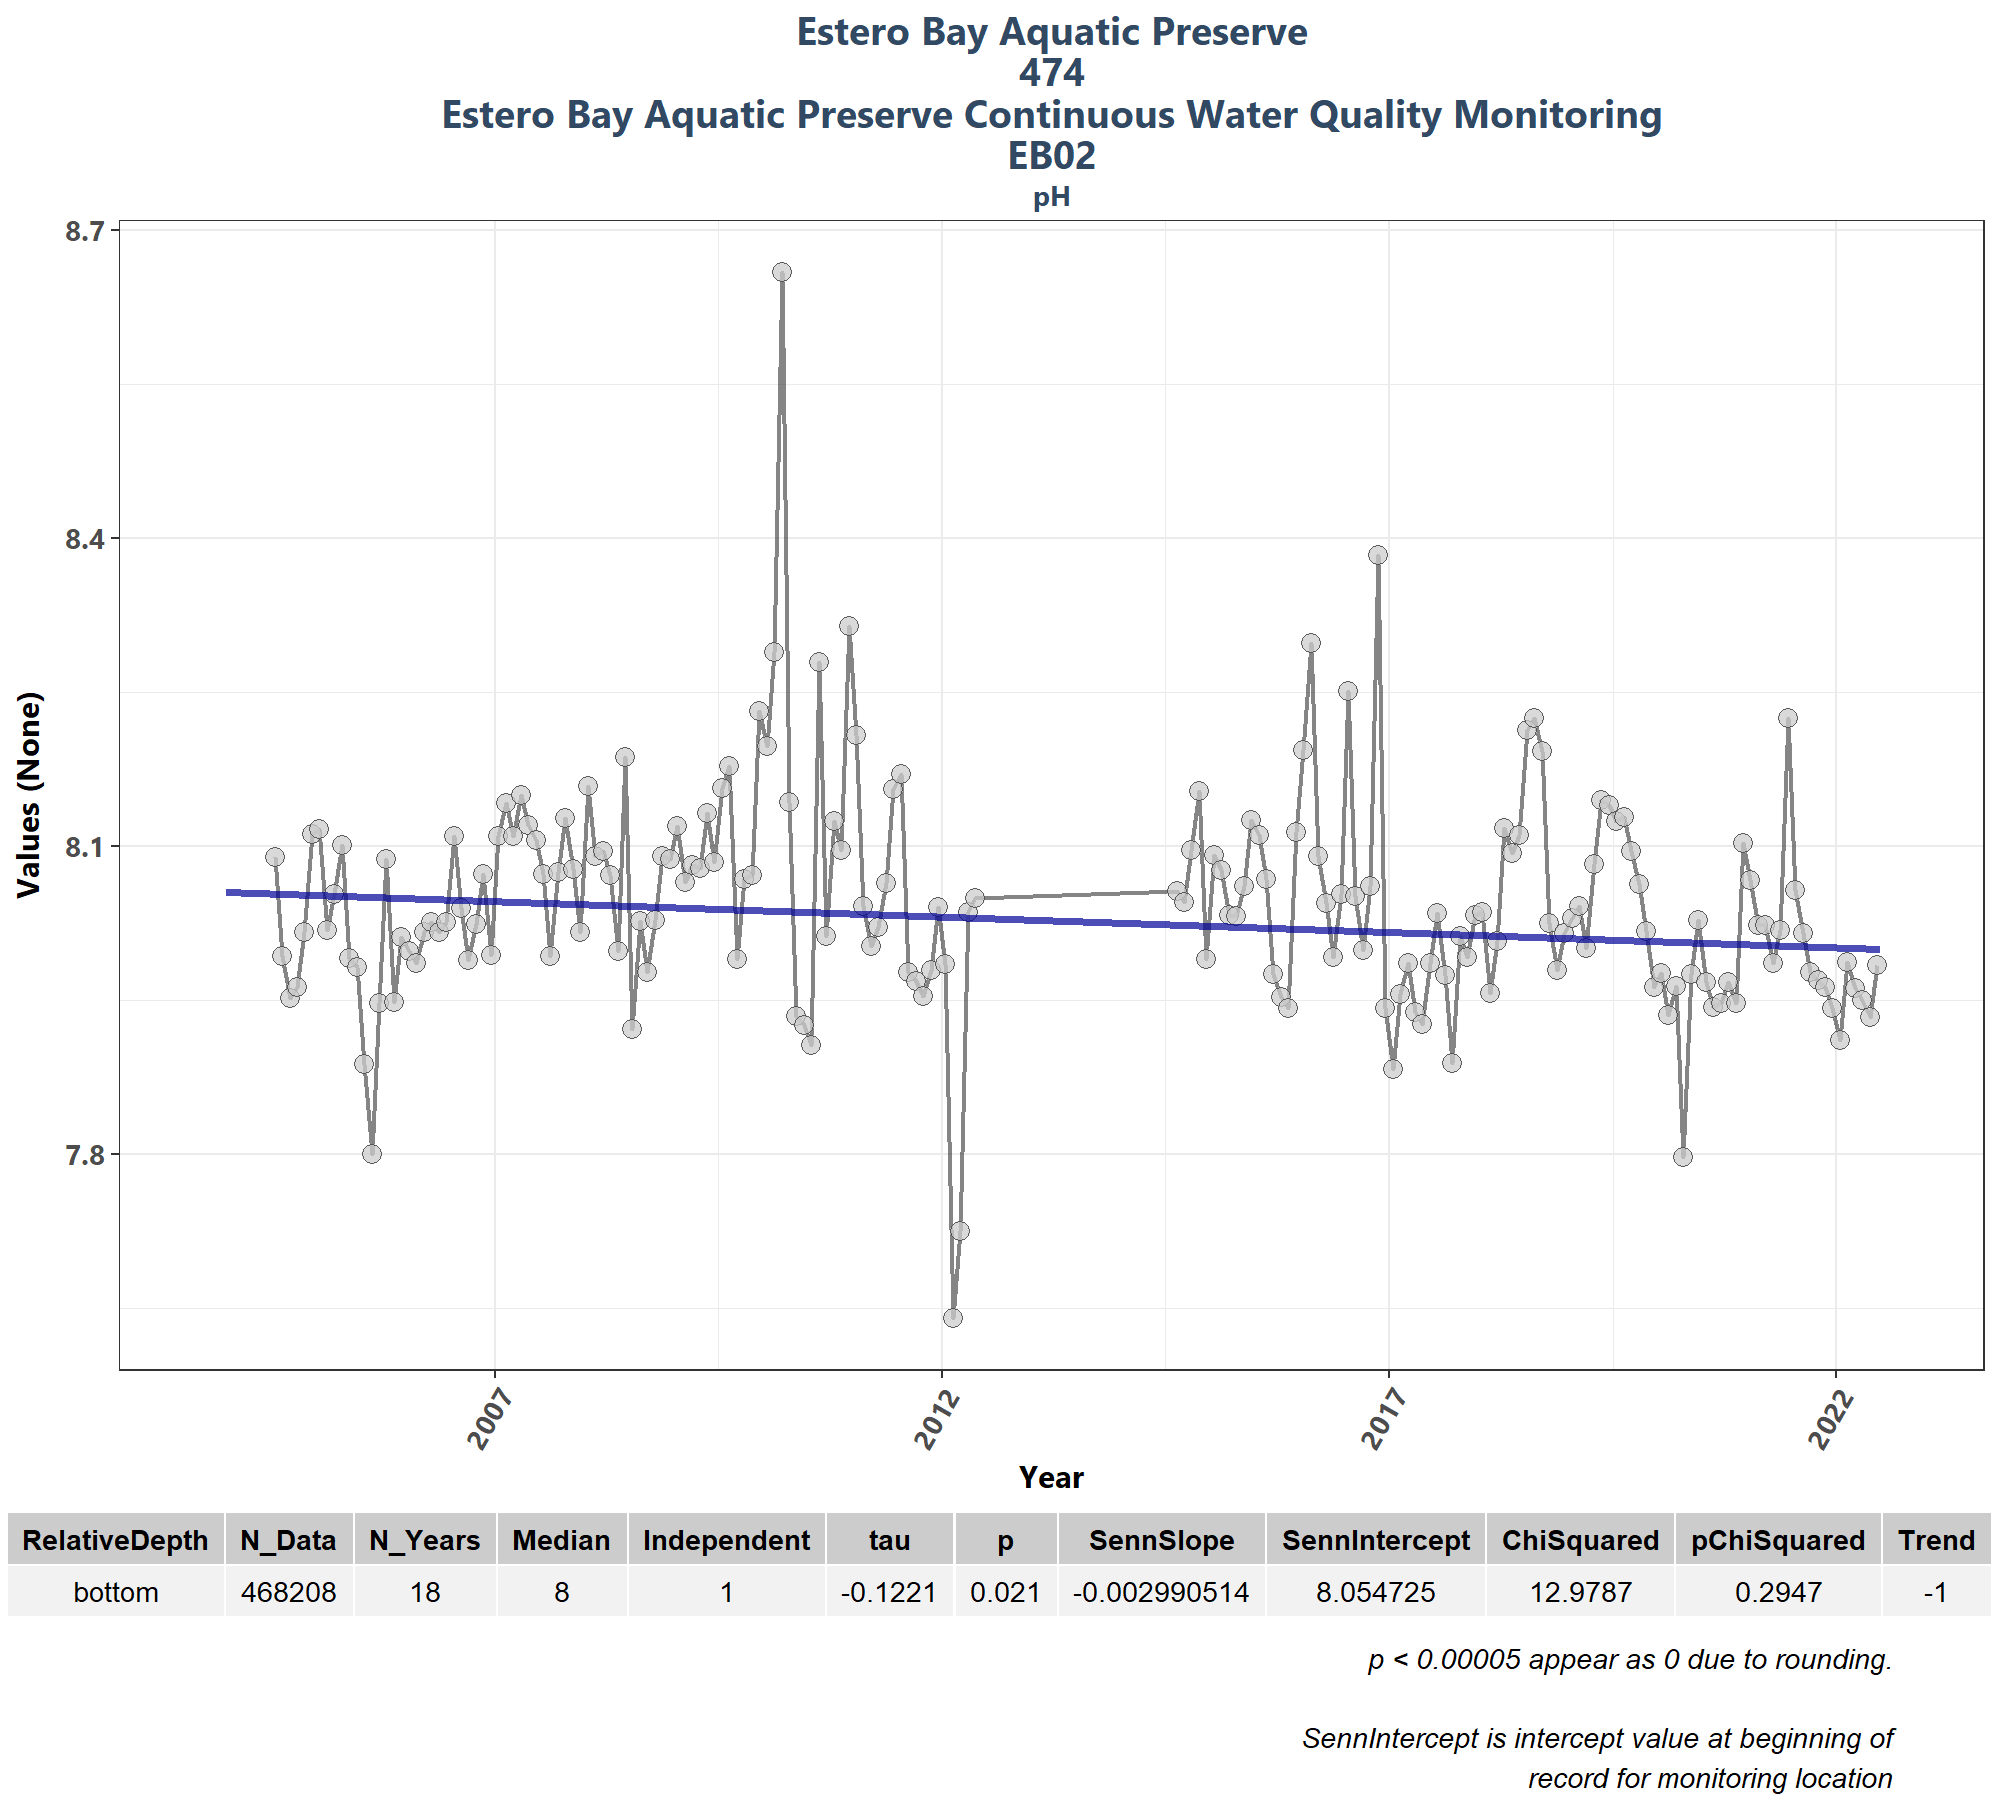 Estero Bay Aquatic Preserve
474
Estero Bay Aquatic Preserve Continuous Water Quality Monitoring
EB02
pH
8.7
8.4
8.1
7.8
Values (None)
2007 2012 2017 2022
Year
RelativeDepth N_Data N_Years Median Independent tau p SennSlope SennIntercept ChiSquared pChiSquared Trend
bottom 468208 18 8 1 -0.1221 0.021 -0.002990514 8.054725 12.9787 0.2947 -1
p < 0.00005 appear as 0 due to rounding.
SennIntercept is intercept value at beginning of
record for monitoring location